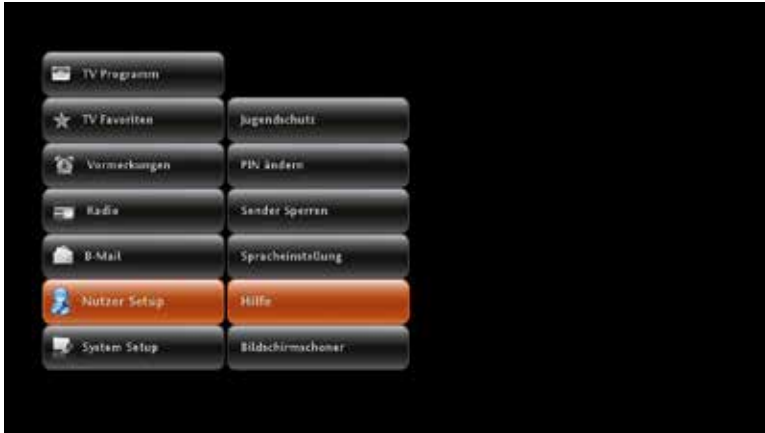 TV Programm
TV Favoriten
Jugendschutz
Vormerkungen
PIN ändern
Radio
Sender Sperren
B-Mail
Spracheinstellung
Nutzer Setup
Hilfe
System Setup
Bildschirmschoner